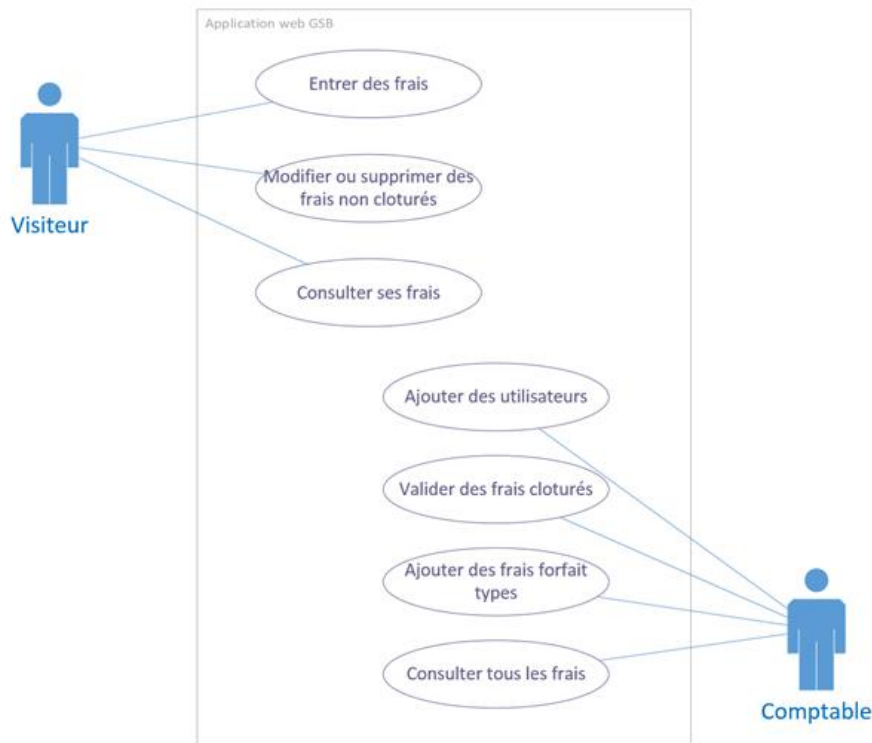 Application web GSB
Entrer des frais
Modifier ou supprimer des
frais non cloturés
Visiteur
Consulter ses frais
Ajouter des utilisateurs
Valider des frais cloturés
Ajouter des frais forfait
types
Consulter tous les frais
Comptable